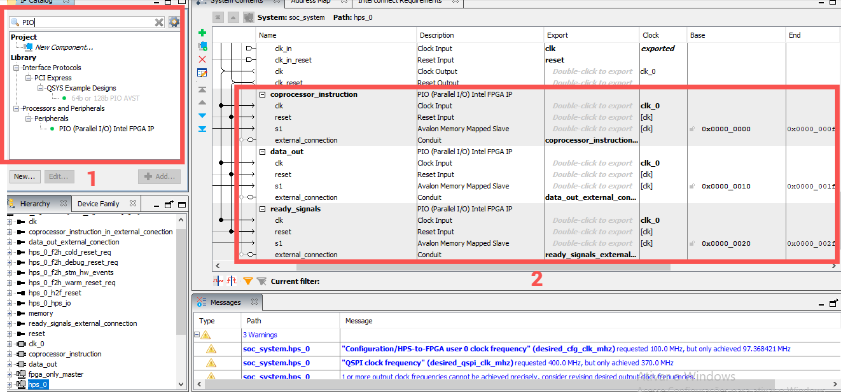 IP Catalog
PIO
Project
New Component...
Library
Interface Protocols
PCI Express
QSYS Example Designs
64b or 128b PIO AVST
Processors and Peripherals
Peripherals
PIO (Parallel I/O) Intel FPGA IP
New... Edit... Add...
1
Hierarchy Device Family
clk
coprocessor_instruction_in_external_conection
data_out_external_conection
hps_0_f2h_cold_reset_req
hps_0_f2h_debug_reset_req
hps_0_f2h_stm_hw_events
hps_0_f2h_warm_reset_req
hps_0_h2f_reset
hps_0_hps_io
memory
ready_signals_external_connection
reset
clk_0
coprocessor_instruction
data_out
fpga_only_master
hps_0
System Contents Address Map Interconnect Requirements
System: soc_system Path: hps_0
Name Description Export Clock Base End
clk_in Clock Input clk exported
clk_in_reset Reset Input reset
clk Clock Output Double-click to export clk_0
clk_reset Reset Output Double-click to export
coprocessor_instruction PIO (Parallel I/O) Intel FPGA IP
clk Clock Input Double-click to export clk_0
reset Reset Input Double-click to export [clk]
s1 Avalon Memory Mapped Slave Double-click to export [clk] 0x0000_0000 0x0000_000f
external_connection Conduit coprocessor_instruction...
data_out PIO (Parallel I/O) Intel FPGA IP
clk Clock Input Double-click to export clk_0
reset Reset Input Double-click to export [clk]
s1 Avalon Memory Mapped Slave Double-click to export [clk] 0x0000_0010 0x0000_001f
external_connection Conduit data_out_external_con...
ready_signals PIO (Parallel I/O) Intel FPGA IP
clk Clock Input Double-click to export clk_0
reset Reset Input Double-click to export [clk]
s1 Avalon Memory Mapped Slave Double-click to export [clk] 0x0000_0020 0x0000_002f
external_connection Conduit ready_signals_external...
Current filter:
2
Messages
Type Path Message
3 Warnings
soc_system.hps_0 "Configuration/HPS-to-FPGA user 0 clock frequency" (desired_cfg_clk_mhz) requested 100.0 MHz, but only achieved 97.368421 MHz
soc_system.hps_0 "QSPI clock frequency" (desired_qspi_clk_mhz) requested 400.0 MHz, but only achieved 370.0 MHz
soc_system.hps_0 1 or more output clock frequencies cannot be achieved precisely, consider revising desired output clock frequencies.